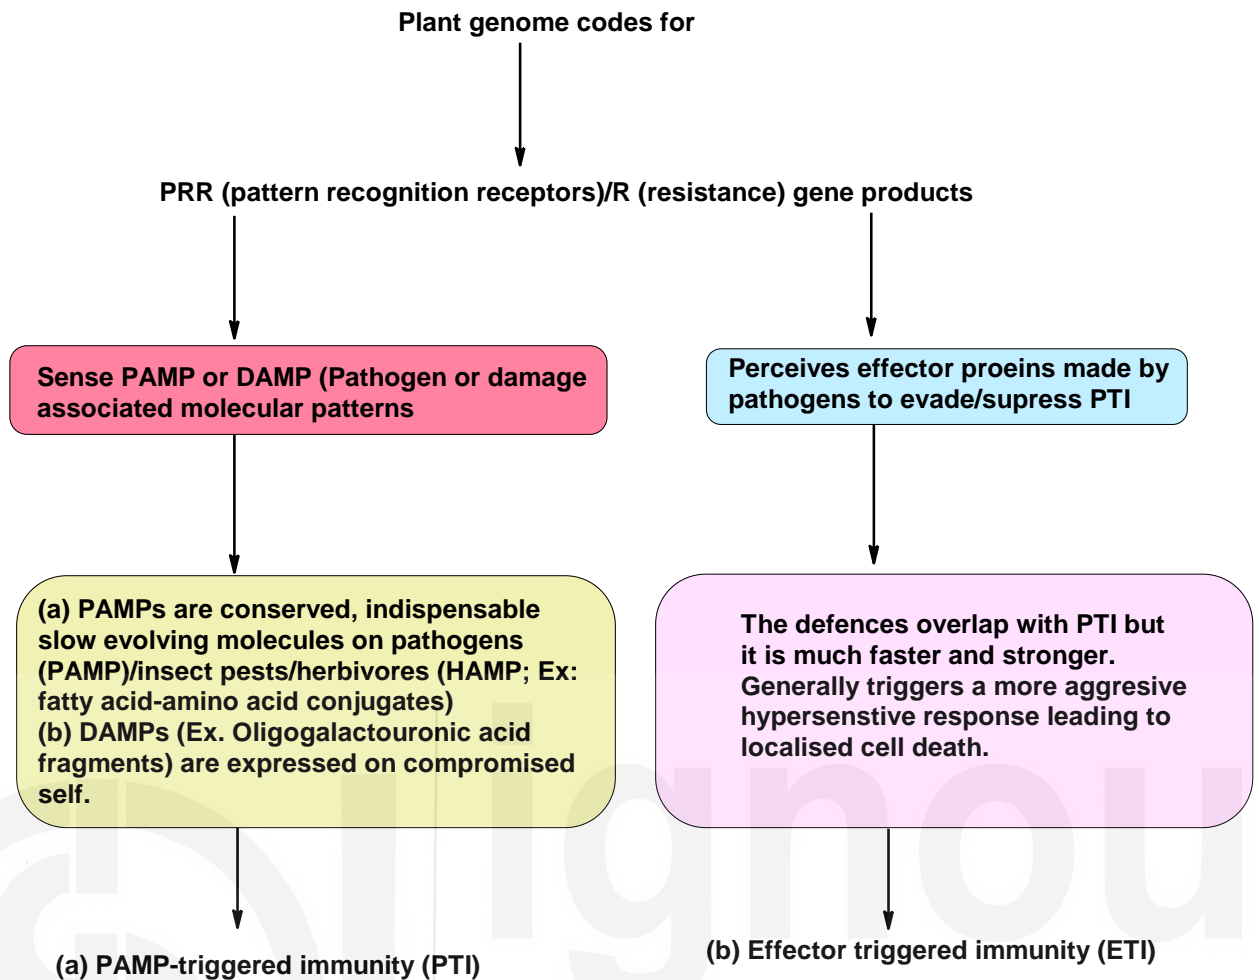 Plant genome codes for
PRR (pattern recognition receptors)/R (resistance) gene products
Sense PAMP or DAMP (Pathogen or damage
associated molecular patterns
Perceives effector proeins made by
pathogens to evade/supress PTI
(a) PAMPs are conserved, indispensable
slow evolving molecules on pathogens
(PAMP)/insect pests/herbivores (HAMP; Ex:
fatty acid-amino acid conjugates)
(b) DAMPs (Ex. Oligogalactouronic acid
fragments) are expressed on compromised
self.
The defences overlap with PTI but
it is much faster and stronger.
Generally triggers a more aggresive
hypersenstive response leading to
localised cell death.
ignou
(a) PAMP-triggered immunity (PTI)
(b) Effector triggered immunity (ETI)